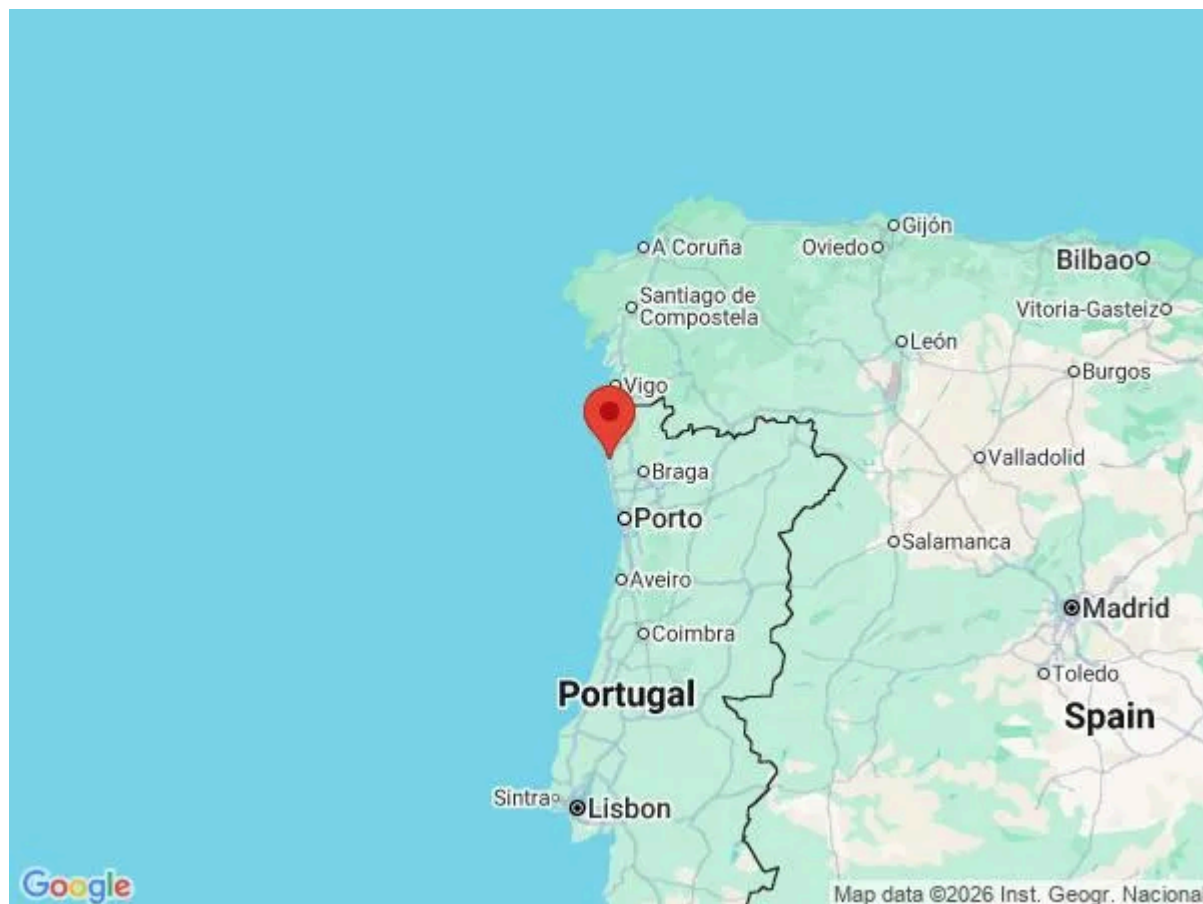 Gijón
A Coruña
Oviedo
Bilbao
Santiago de
Compostela
Vitoria-Gasteiz
León
Burgos
Vigo
Valladolid
Braga
Porto
Salamanca
Aveiro
Madrid
Coimbra
Toledo
Portugal
Spain
Sintra
Lisbon
Google
Map data ©2026 Inst. Geogr. Nacional